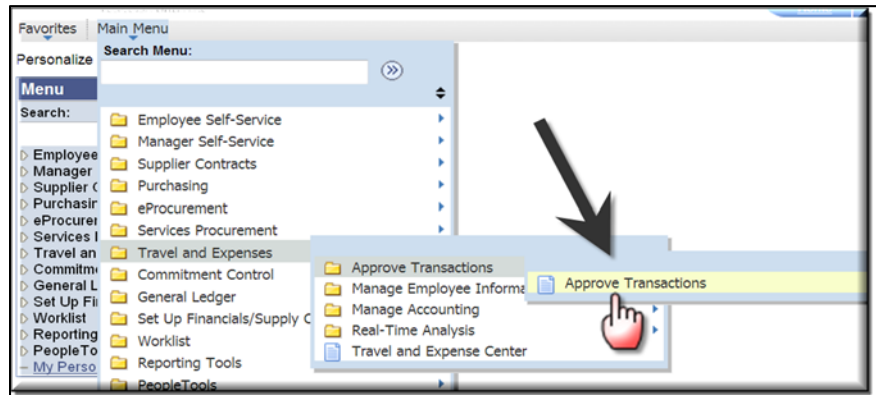 Favorites Main Menu
Personalize
Search Menu:
Menu
Search:
Employee Self-Service
Manager Self-Service
Supplier Contracts
Purchasing
eProcurement
Services Procurement
Travel and Expenses
Commitment Control
General Ledger
Set Up Financials/Supply C
Worklist
Reporting Tools
PeopleTools
Employee
Manager
Supplier
Purchasin
eProcurer
Services
Travel an
Commitm
General L
Set Up Fi
Worklist
Reporting
PeopleTo
– My Perso
Approve Transactions
Manage Employee Informa
Manage Accounting
Real-Time Analysis
Travel and Expense Center
Approve Transactions